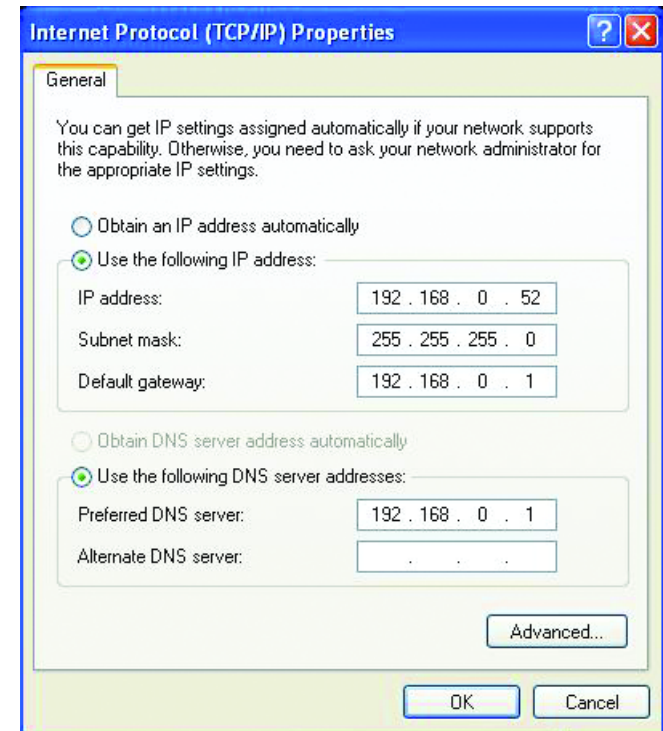 Internet Protocol (TCP/IP) Properties
General
You can get IP settings assigned automatically if your network supports
this capability. Otherwise, you need to ask your network administrator for
the appropriate IP settings.
Obtain an IP address automatically
Use the following IP address:
IP address: 192 . 168 . 0 . 52
Subnet mask: 255 . 255 . 255 . 0
Default gateway: 192 . 168 . 0 . 1
Obtain DNS server address automatically
Use the following DNS server addresses:
Preferred DNS server: 192 . 168 . 0 . 1
Alternate DNS server: . . .
Advanced...
OK Cancel